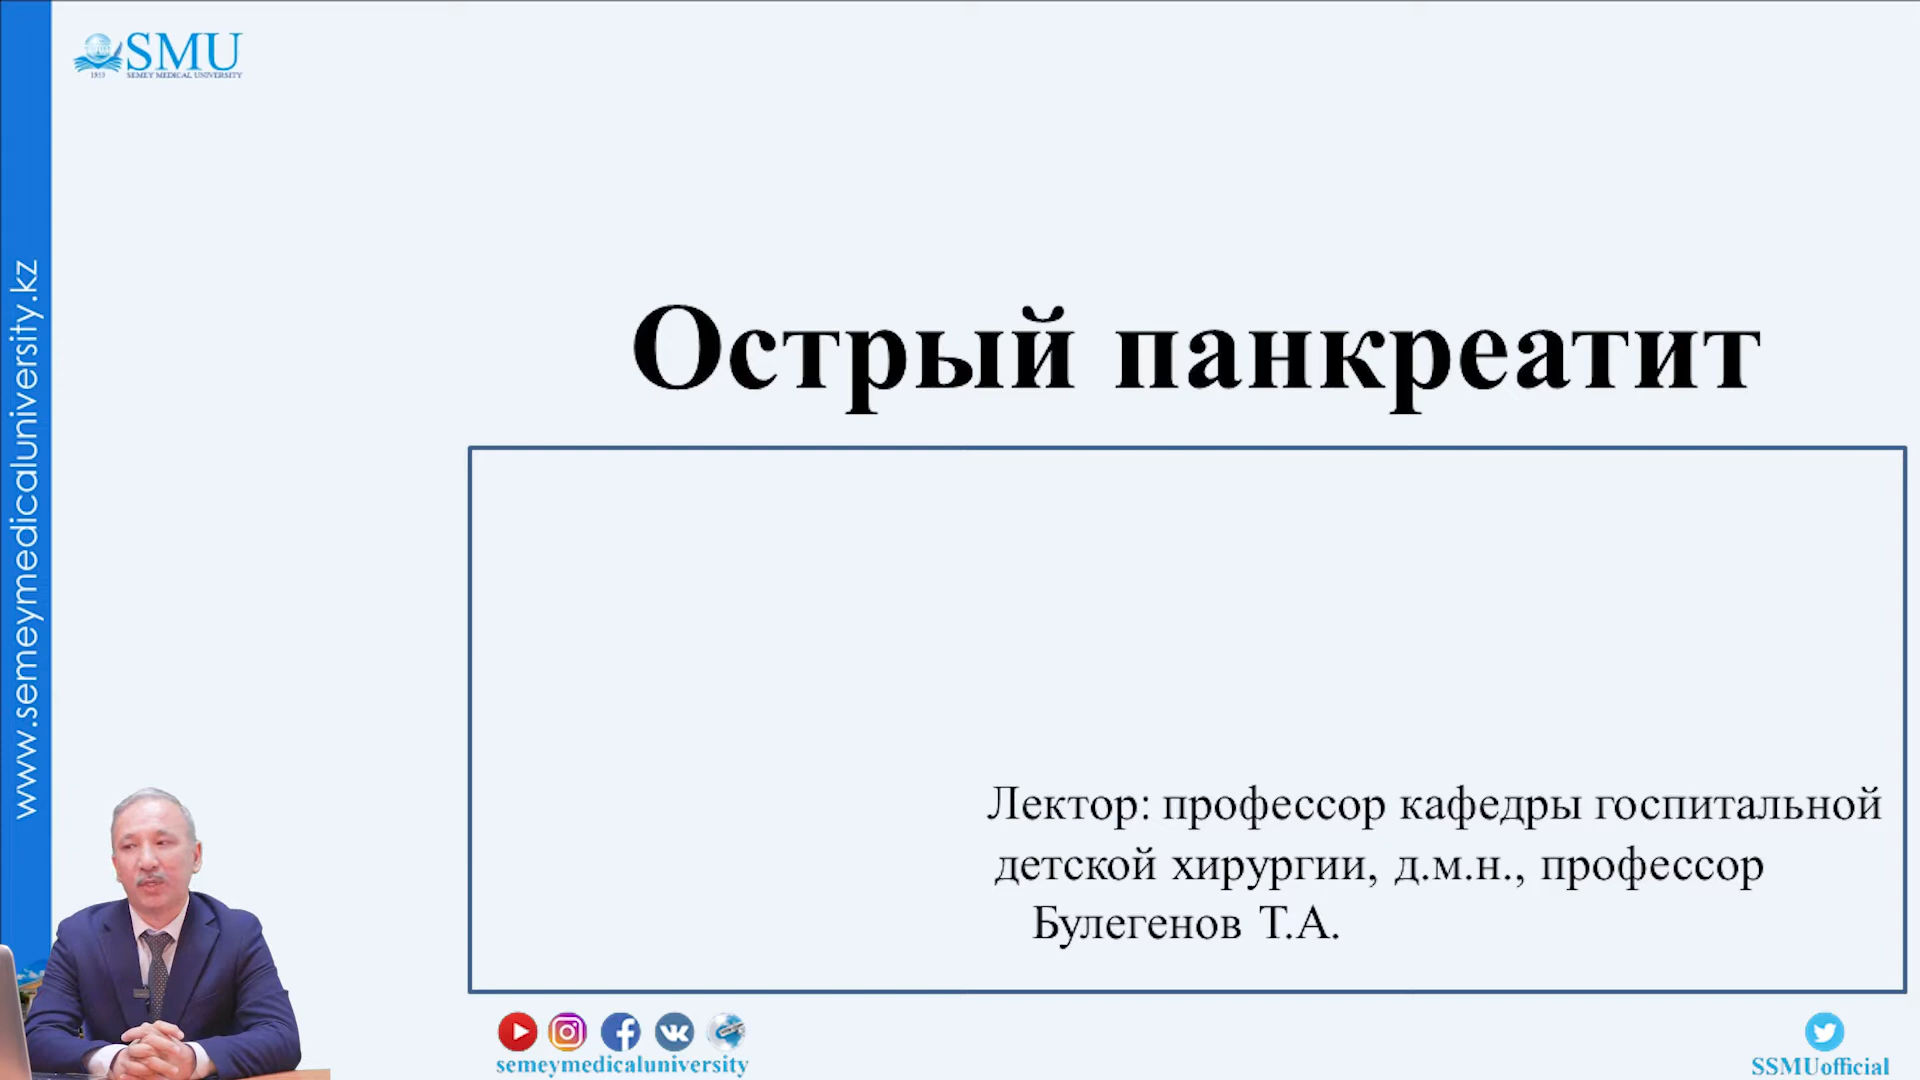 SMU
1953
SEMEY MEDICAL UNIVERSITY
www.semeymedicaluniversity.kz
Острый панкреатит
Лектор: профессор кафедры госпитальной
детской хирургии, д.м.н., профессор
Булегенов Т.А.
semeymedicaluniversity
SSMUofficial